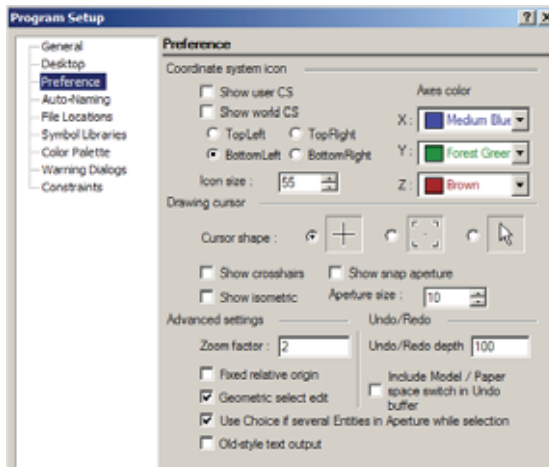 Program Setup
General
Desktop
Preference
Auto-Naming
File Locations
Symbol Libraries
Color Palette
Warning Dialogs
Constraints
Preference
Coordinate system icon
Show user CS
Show world CS
TopLeft TopRight
BottomLeft BottomRight
Icon size : 55
Axes color
X : Medium Blue
Y : Forest Green
Z : Brown
Drawing cursor
Cursor shape :
Show crosshairs Show snap aperture
Show isometric Aperture size : 10
Advanced settings
Zoom factor : 2
Fixed relative origin
Geometric select edit
Use Choice if several Entities in Aperture while selection
Old-style text output
Undo/Redo
Undo/Redo depth 100
Include Model / Paper
space switch in Undo
buffer